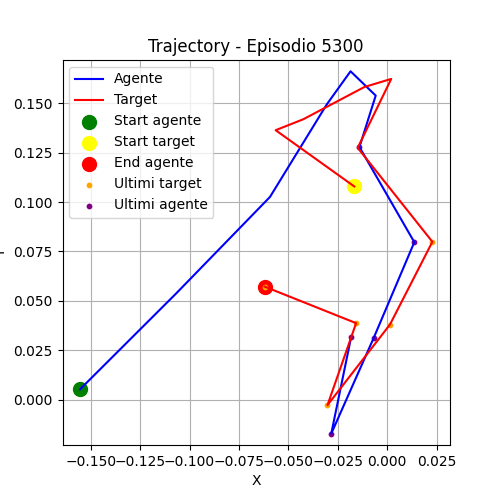 Trajectory - Episodio 5300
Agente
Target
Start agente
Start target
End agente
Ultimi target
Ultimi agente
0.150
0.125
0.100
0.075
0.050
0.025
0.000
−0.150 −0.125 −0.100 −0.075 −0.050 −0.025 0.000 0.025
X